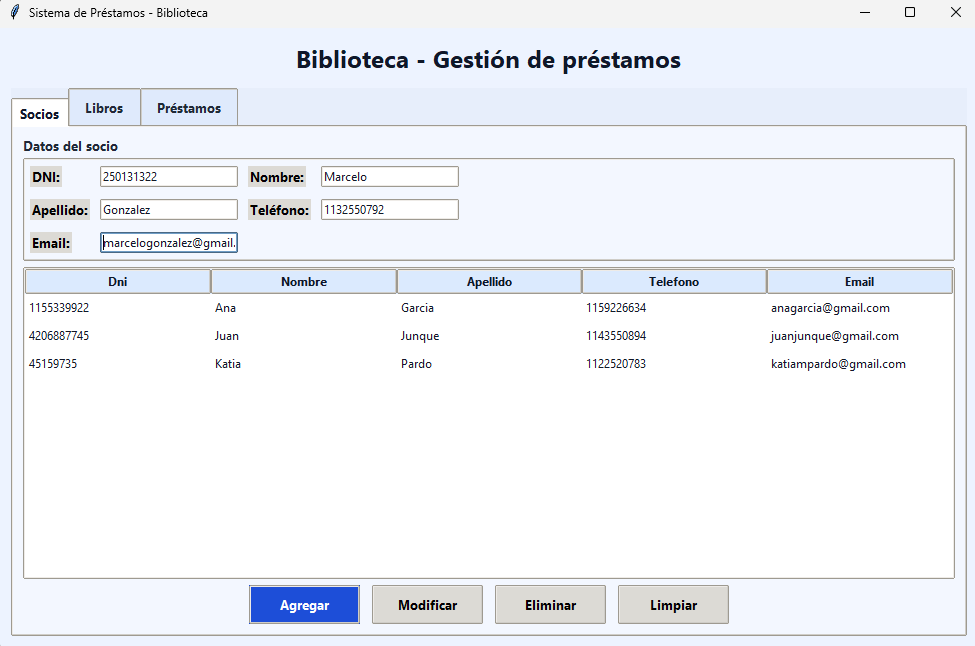 Sistema de Préstamos - Biblioteca
Biblioteca - Gestión de préstamos
Socios Libros Préstamos
Datos del socio
DNI: 250131322 Nombre: Marcelo
Apellido: Gonzalez Teléfono: 1132550792
Email: marcelogonzalez@gmail.
Dni Nombre Apellido Telefono Email
1155339922 Ana Garcia 1159226634 anagarcia@gmail.com
4206887745 Juan Junque 1143550894 juanjunque@gmail.com
45159735 Katia Pardo 1122520783 katiampardo@gmail.com
Agregar Modificar Eliminar Limpiar